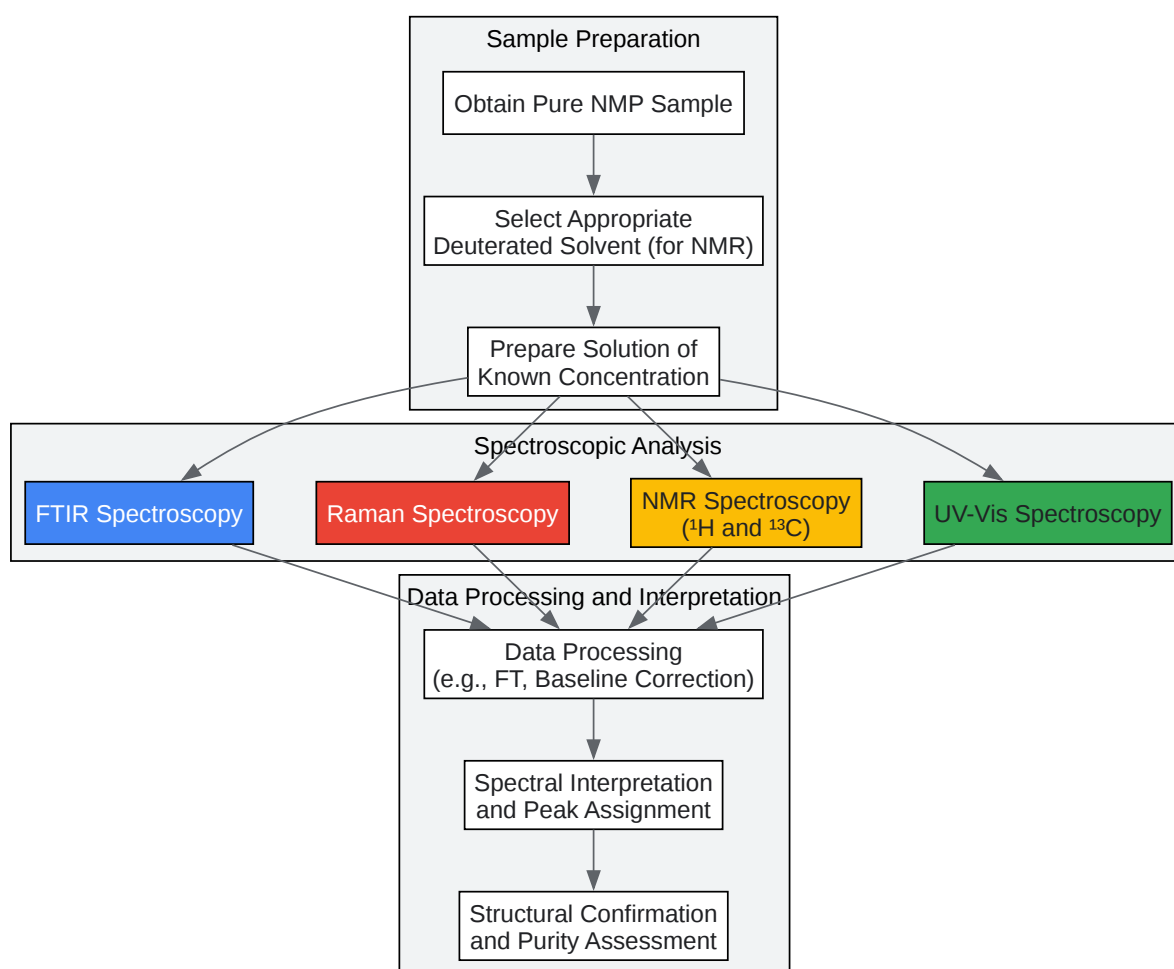 Sample Preparation
Obtain Pure NMP Sample
Select Appropriate
Deuterated Solvent (for NMR)
Prepare Solution of
Known Concentration
Spectroscopic Analysis
FTIR Spectroscopy
Raman Spectroscopy
NMR Spectroscopy
(¹H and ¹³C)
UV-Vis Spectroscopy
Data Processing and Interpretation
Data Processing
(e.g., FT, Baseline Correction)
Spectral Interpretation
and Peak Assignment
Structural Confirmation
and Purity Assessment